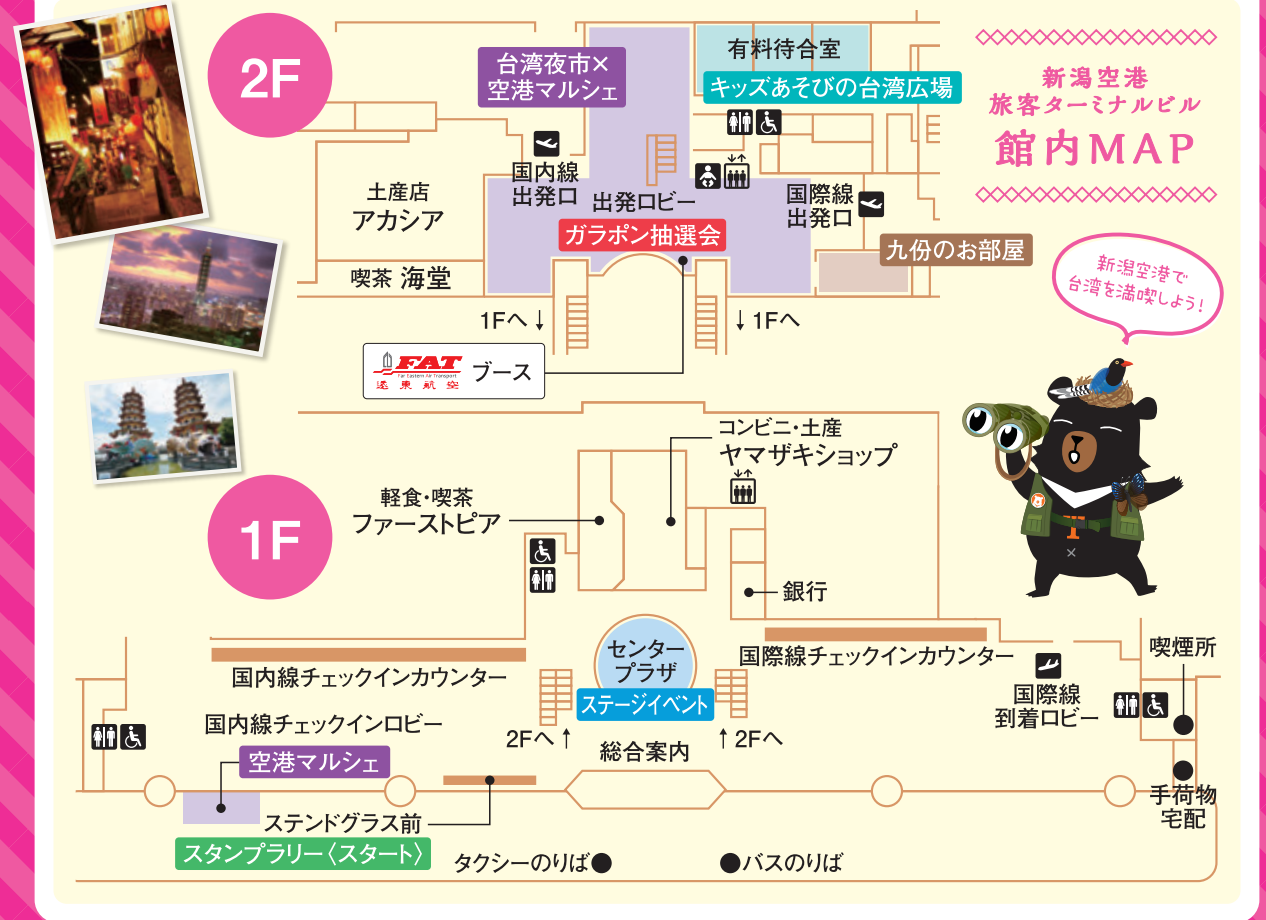 2F
台湾夜市×
空港マルシェ
有料待合室
キッズあそびの台湾広場
新潟空港
旅客ターミナルビル
館内MAP
国内線
出発口
土産店
アカシア
出発ロビー
国際線
出発口
ガラポン抽選会
九份のお部屋
喫茶 海堂
新潟空港で
台湾を満喫しよう!
1Fへ↓
↓1Fへ
FAT
Far Eastern Air Transport
遠東航空
ブース
1F
コンビニ・土産
ヤマザキショップ
軽食・喫茶
ファーストピア
銀行
センター
プラザ
ステージイベント
国内線チェックインカウンター
国際線チェックインカウンター
喫煙所
国際線
到着ロビー
国内線チェックインロビー
2Fへ↑
↑2Fへ
総合案内
空港マルシェ
手荷物
宅配
ステンドグラス前
スタンプラリー〈スタート〉
タクシーのりば●
●バスのりば